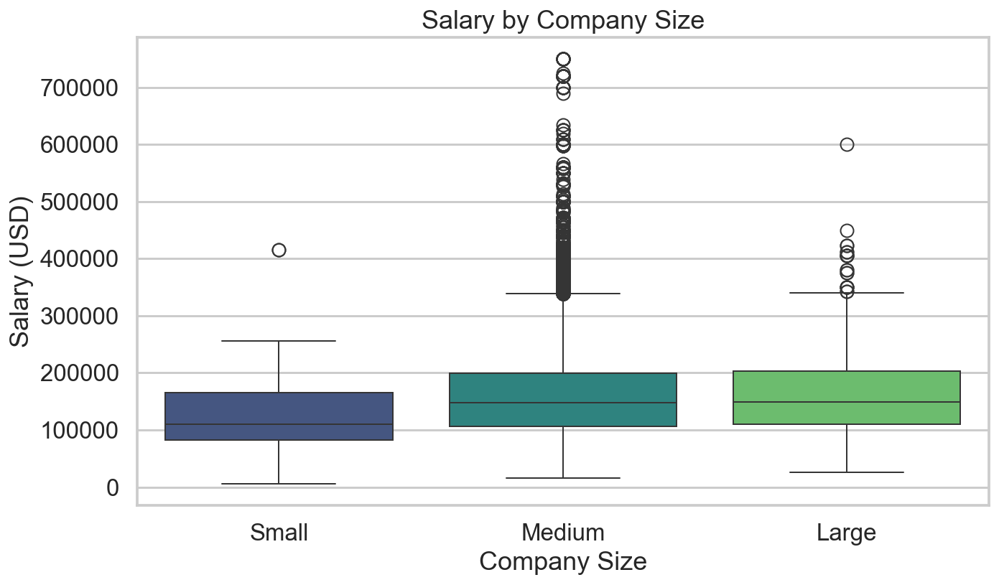 Salary by Company Size
Salary (USD)
700000
600000
500000
400000
300000
200000
100000
0
Small Medium Large
Company Size